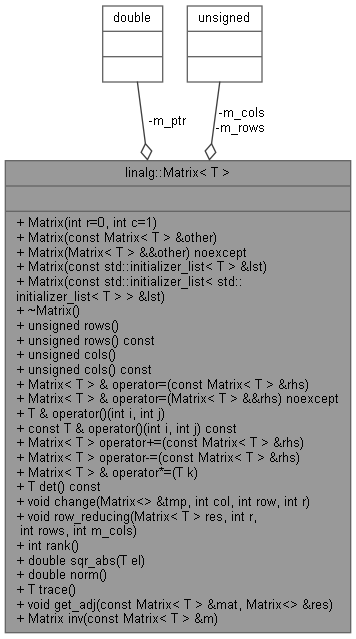 double
unsigned
-m_ptr
-m_cols
-m_rows
linalg::Matrix< T >
+ Matrix(int r=0, int c=1)
+ Matrix(const Matrix< T > &other)
+ Matrix(Matrix< T > &&other) noexcept
+ Matrix(const std::initializer_list< T > &lst)
+ Matrix(const std::initializer_list< std::
initializer_list< T > > &lst)
+ ~Matrix()
+ unsigned rows()
+ unsigned rows() const
+ unsigned cols()
+ unsigned cols() const
+ Matrix< T > & operator=(const Matrix< T > &rhs)
+ Matrix< T > & operator=(Matrix< T > &&rhs) noexcept
+ T & operator()(int i, int j)
+ const T & operator()(int i, int j) const
+ Matrix< T > operator+=(const Matrix< T > &rhs)
+ Matrix< T > operator-=(const Matrix< T > &rhs)
+ Matrix< T > & operator*=(T k)
+ T det() const
+ void change(Matrix<> &tmp, int col, int row, int r)
+ void row_reducing(Matrix< T > res, int r,
int rows, int m_cols)
+ int rank()
+ double sqr_abs(T el)
+ double norm()
+ T trace()
+ void get_adj(const Matrix< T > &mat, Matrix<> &res)
+ Matrix inv(const Matrix< T > &m)